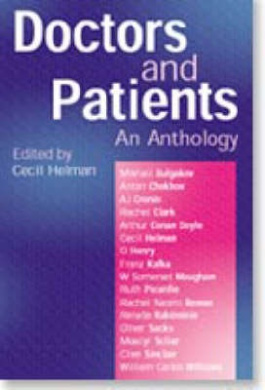 Doctors
and
Patients
An Anthology
Edited by
Cecil Helman
Mikhail Bulgakov
Anton Chekhov
AJ Cronin
Rachel Clark
Arthur Conan Doyle
Cecil Helman
O Henry
Franz Kafka
W Somerset Maugham
Ruth Picardie
Rachel Naomi Remen
Renate Rubinstein
Oliver Sacks
Moacyr Scliar
Clive Sinclair
William Carlos Williams